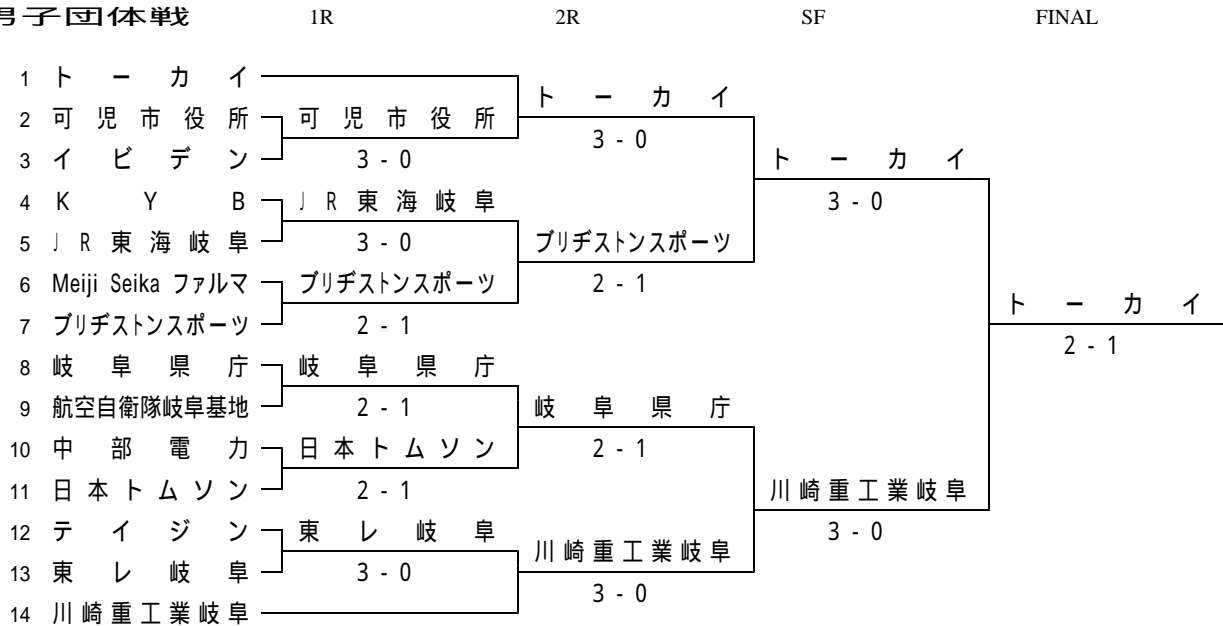 男子団体戦 1R 2R SF FINAL
1 トーカイ
トーカイ
2 可児市役所 可児市役所
3 - 0
3 イビデン 3 - 0
トーカイ
4 KYB JR東海岐阜
3 - 0
5 JR東海岐阜 3 - 0 ブリヂストンスポーツ
6 Meiji Seika ファルマ ブリヂストンスポーツ 2 - 1
トーカイ
7 ブリヂストンスポーツ 2 - 1
2 - 1
8 岐阜県庁 岐阜県庁
9 航空自衛隊岐阜基地 2 - 1 岐阜県庁
10 中部電力 日本トムソン 2 - 1
11 日本トムソン 2 - 1 川崎重工業岐阜
12 テイジン 東レ岐阜 3 - 0
川崎重工業岐阜
13 東レ岐阜 3 - 0
3 - 0
14 川崎重工業岐阜